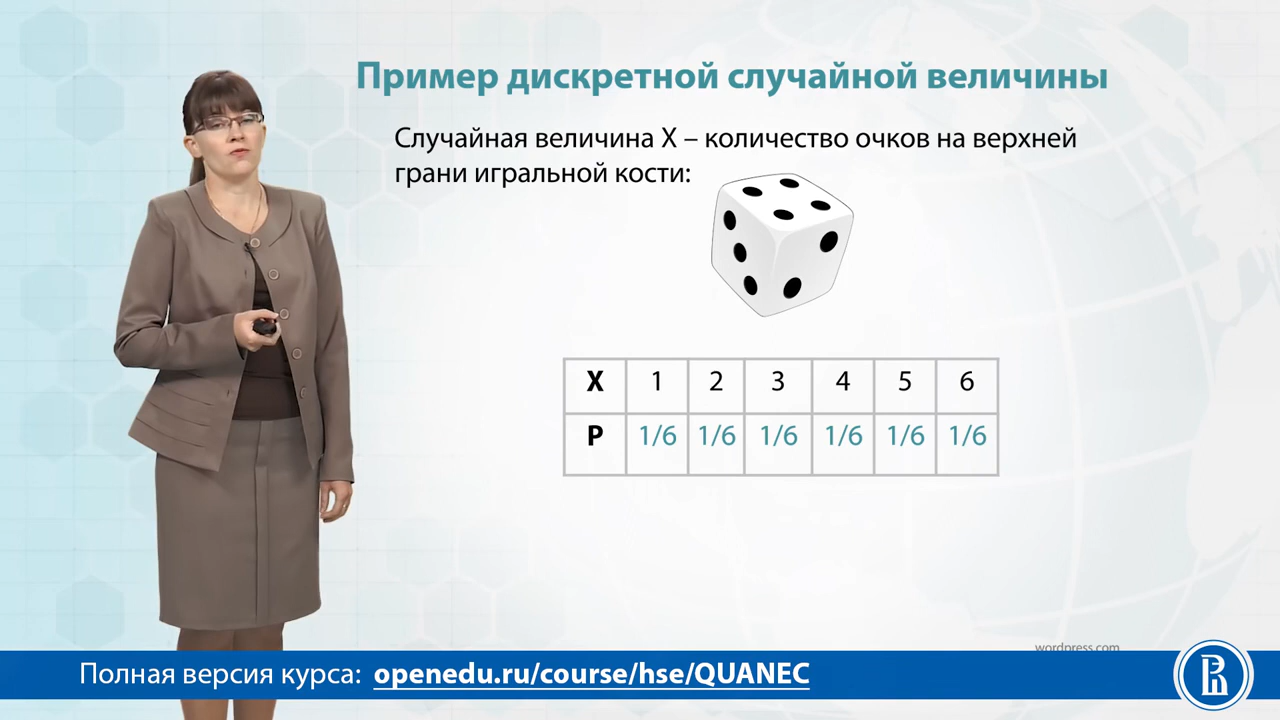 Пример дискретной случайной величины
Случайная величина X – количество очков на верхней
грани игральной кости:
X 1 2 3 4 5 6
P 1/6 1/6 1/6 1/6 1/6 1/6
wordpress.com
Полная версия курса: openedu.ru/course/hse/QUANEC